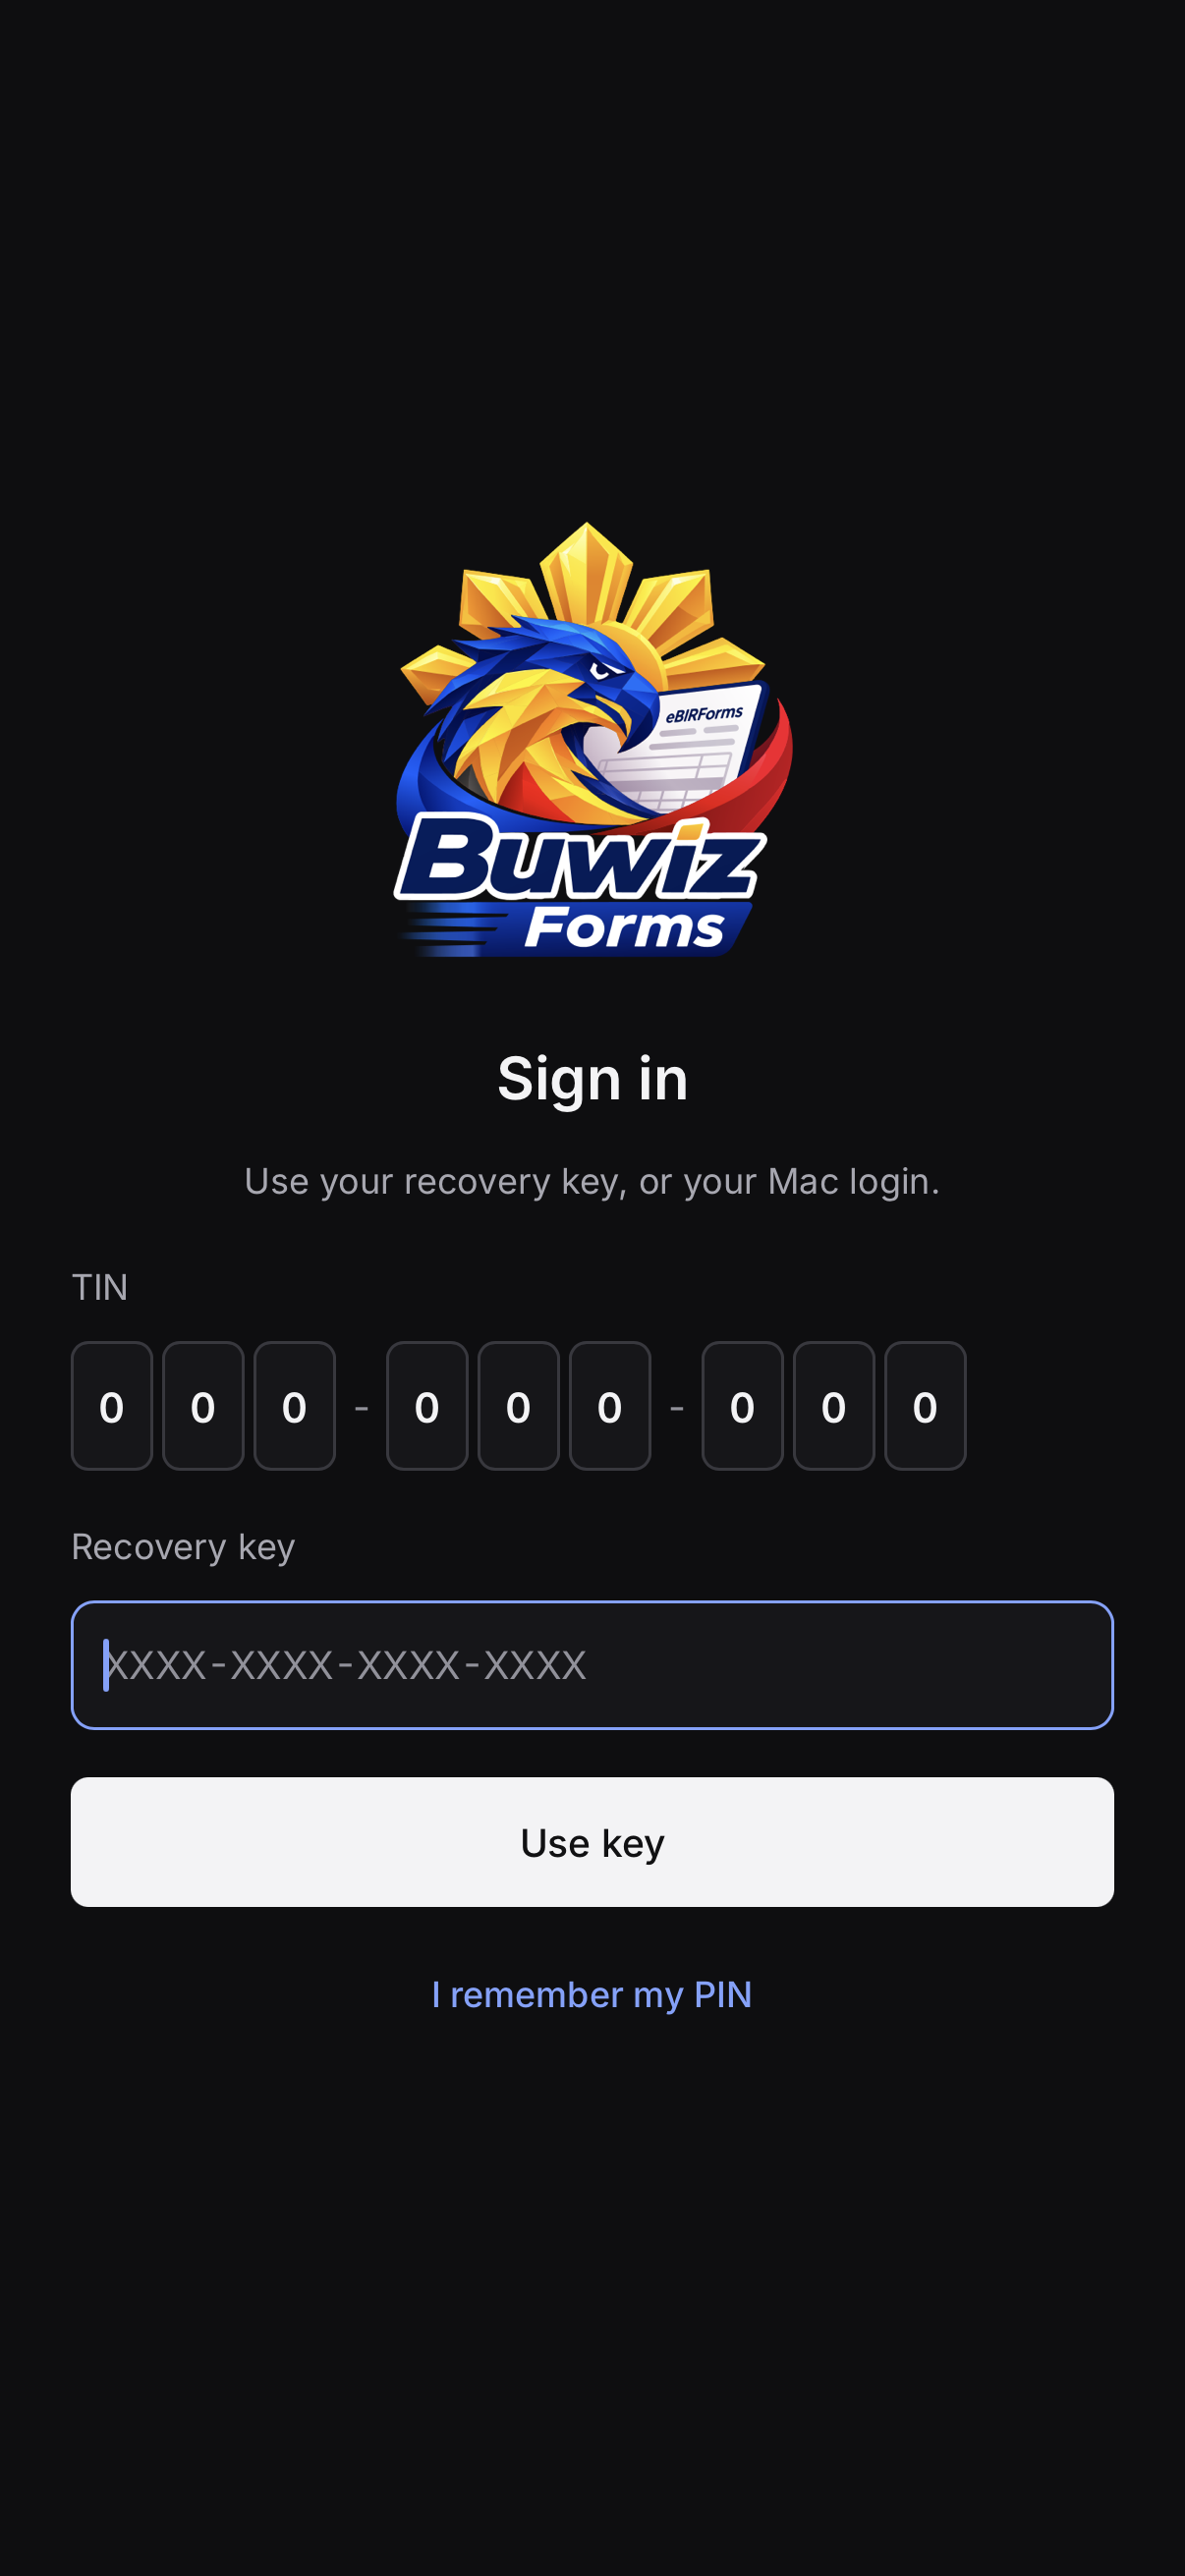 eBIRForms
Buwiz
Forms
Sign in
Use your recovery key, or your Mac login.
TIN
0 0 0 - 0 0 0 - 0 0 0
Recovery key
XXXX-XXXX-XXXX-XXXX
Use key
I remember my PIN